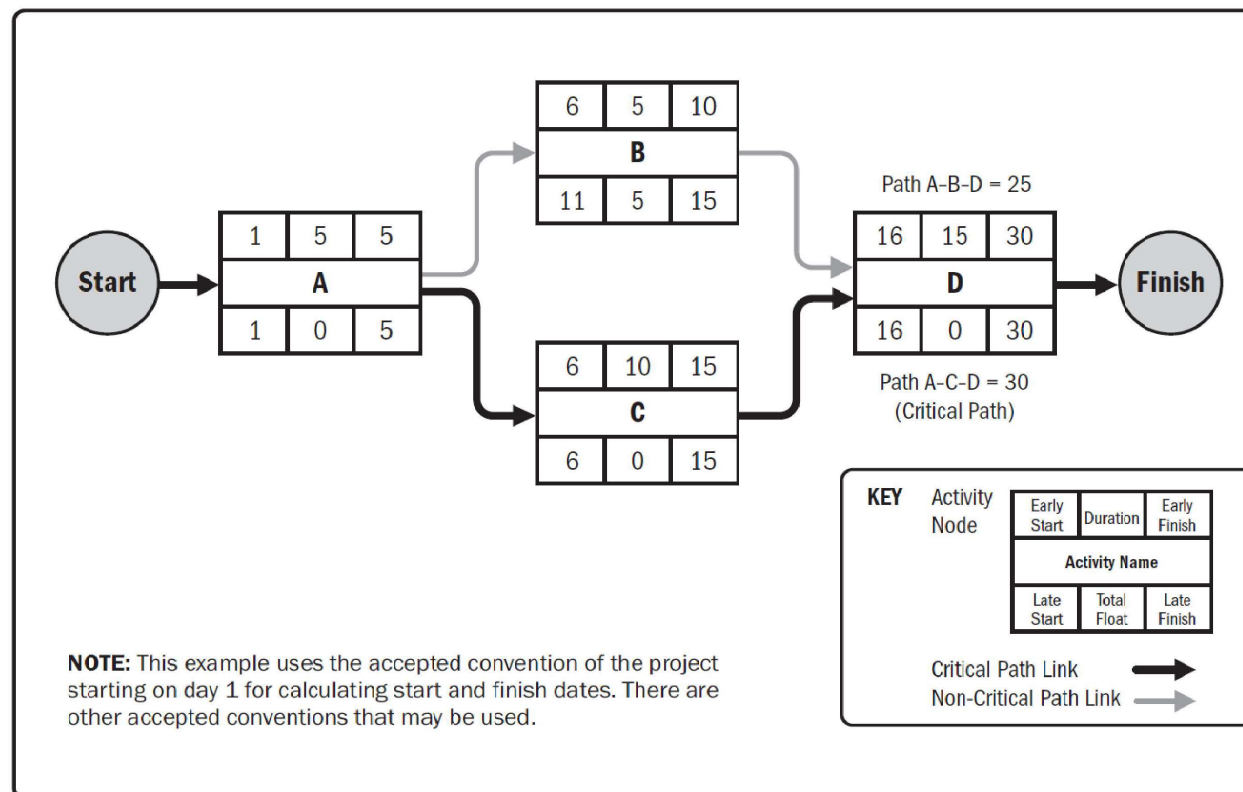 6 5 10
B
11 5 15
Path A-B-D = 25
1 5 5
A
1 0 5
Start
16 15 30
D
16 0 30
Finish
6 10 15
C
6 0 15
Path A-C-D = 30
(Critical Path)
KEY Activity
Node
Early
Start
Duration
Early
Finish
Activity Name
Late
Start
Total
Float
Late
Finish
Critical Path Link
Non-Critical Path Link
NOTE: This example uses the accepted convention of the project
starting on day 1 for calculating start and finish dates. There are
other accepted conventions that may be used.